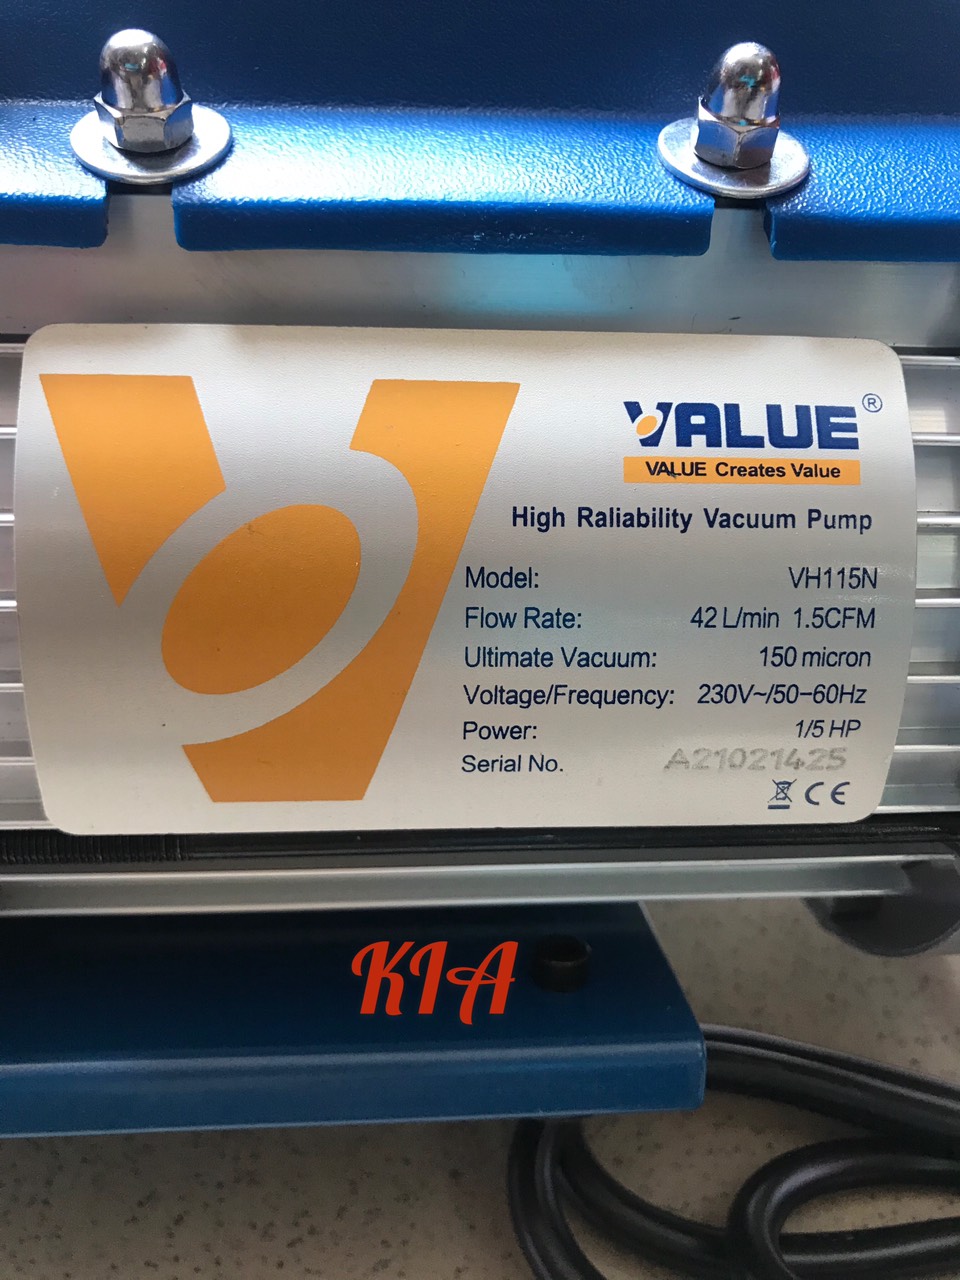 VALUE®
VALUE Creates Value
High Raliability Vacuum Pump
Model: VH115N
Flow Rate: 42 L/min 1.5CFM
Ultimate Vacuum: 150 micron
Voltage/Frequency: 230V~/50-60Hz
Power: 1/5 HP
Serial No. A21021425
CE
KIA